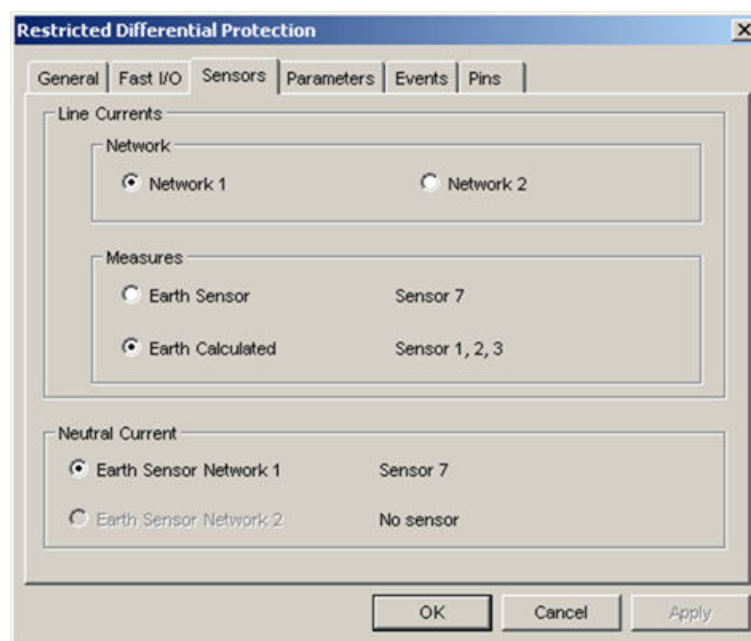 Restricted Differential Protection
General Fast I/O Sensors Parameters Events Pins
Line Currents
Network
Network 1 Network 2
Measures
Earth Sensor Sensor 7
Earth Calculated Sensor 1, 2, 3
Neutral Current
Earth Sensor Network 1 Sensor 7
Earth Sensor Network 2 No sensor
OK Cancel Apply